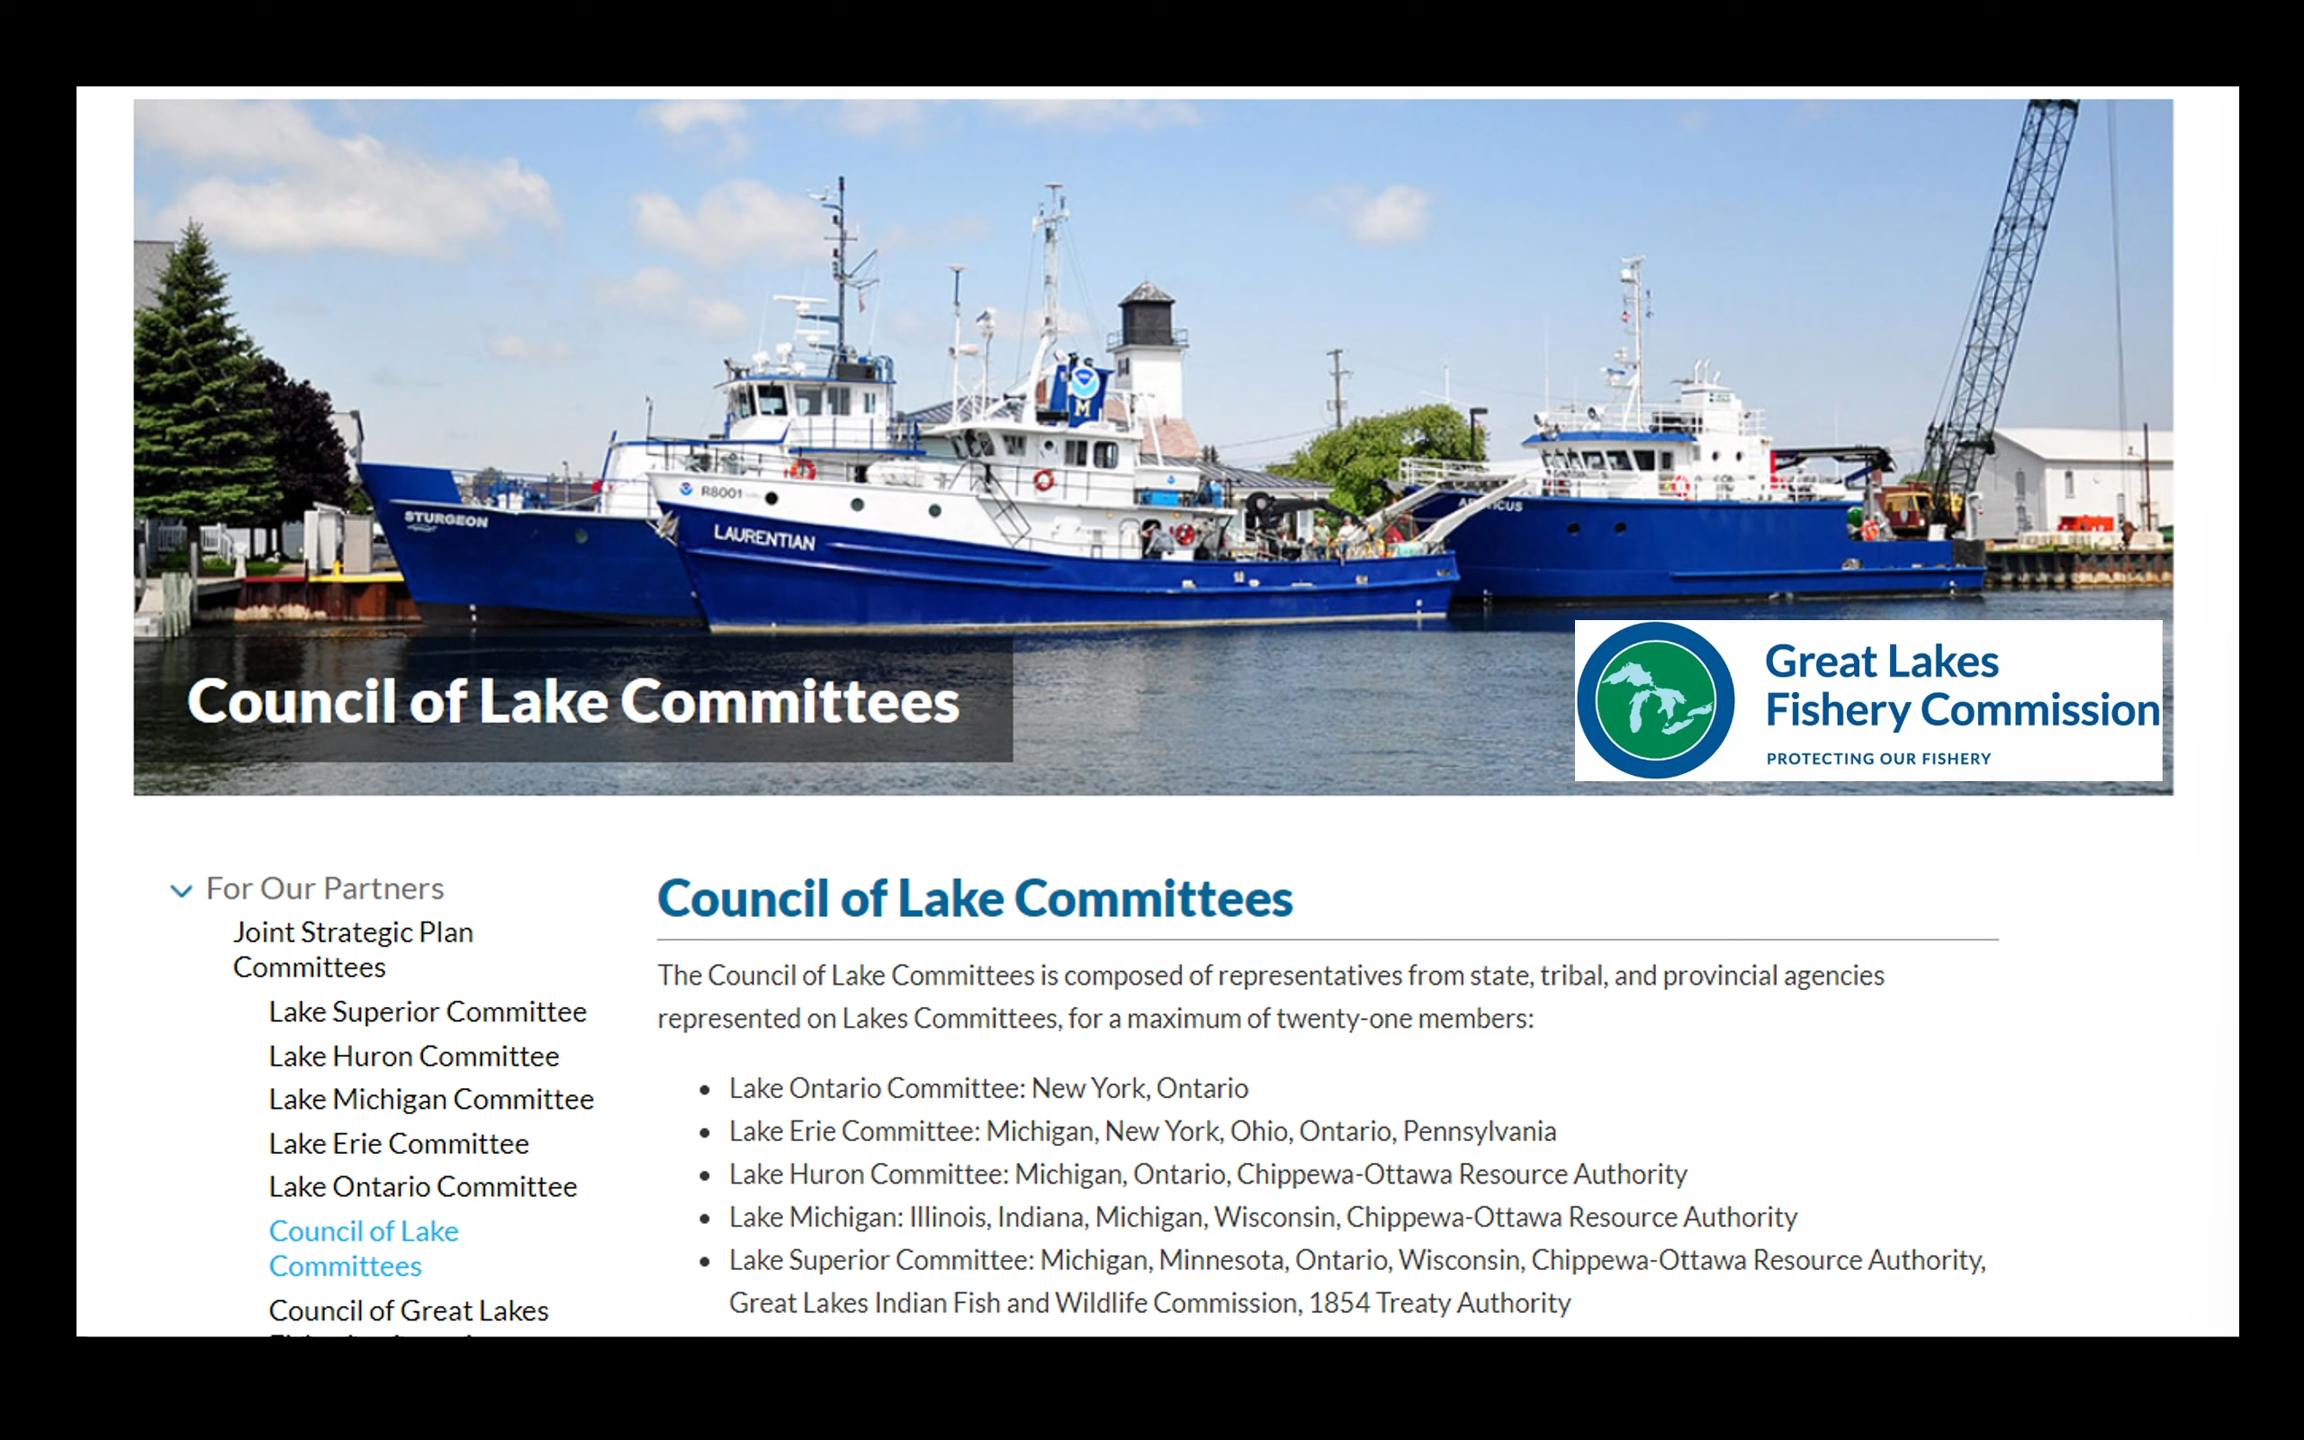 STURGEON
R8001
LAURENTIAN
M
Council of Lake Committees
Great Lakes
Fishery Commission
PROTECTING OUR FISHERY
For Our Partners
Joint Strategic Plan
Committees
Lake Superior Committee
Lake Huron Committee
Lake Michigan Committee
Lake Erie Committee
Lake Ontario Committee
Council of Lake
Committees
Council of Great Lakes
Council of Lake Committees
The Council of Lake Committees is composed of representatives from state, tribal, and provincial agencies
represented on Lakes Committees, for a maximum of twenty-one members:
• Lake Ontario Committee: New York, Ontario
• Lake Erie Committee: Michigan, New York, Ohio, Ontario, Pennsylvania
• Lake Huron Committee: Michigan, Ontario, Chippewa-Ottawa Resource Authority
• Lake Michigan: Illinois, Indiana, Michigan, Wisconsin, Chippewa-Ottawa Resource Authority
• Lake Superior Committee: Michigan, Minnesota, Ontario, Wisconsin, Chippewa-Ottawa Resource Authority,
Great Lakes Indian Fish and Wildlife Commission, 1854 Treaty Authority